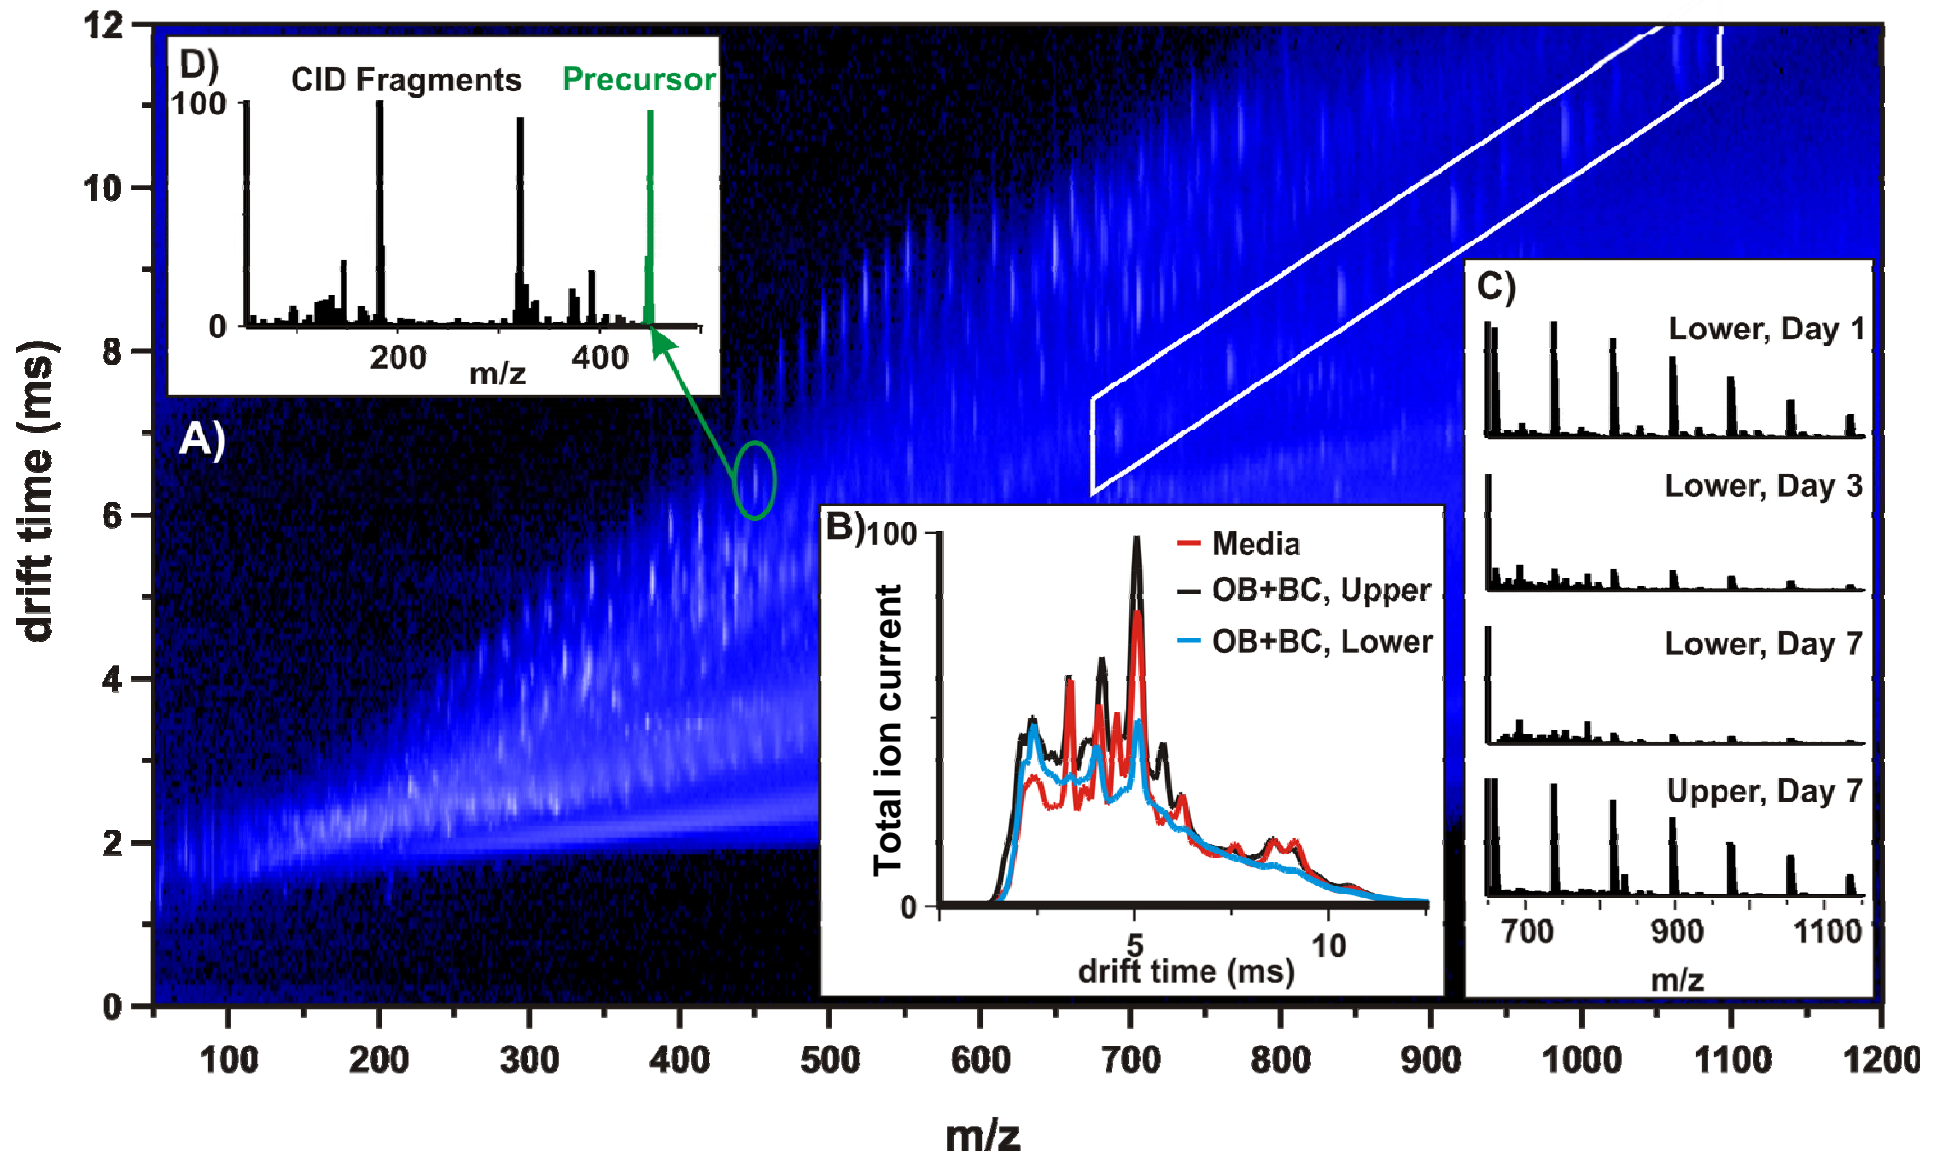 12
10
8
6
4
2
0
drift time (ms)
A)
D)
CID Fragments Precursor
100
0
200 400
m/z
B)
100
0
Total ion current
Media
OB+BC, Upper
OB+BC, Lower
5 10
drift time (ms)
C)
Lower, Day 1
Lower, Day 3
Lower, Day 7
Upper, Day 7
700 900 1100
m/z
100 200 300 400 500 600 700 800 900 1000 1100 1200
m/z